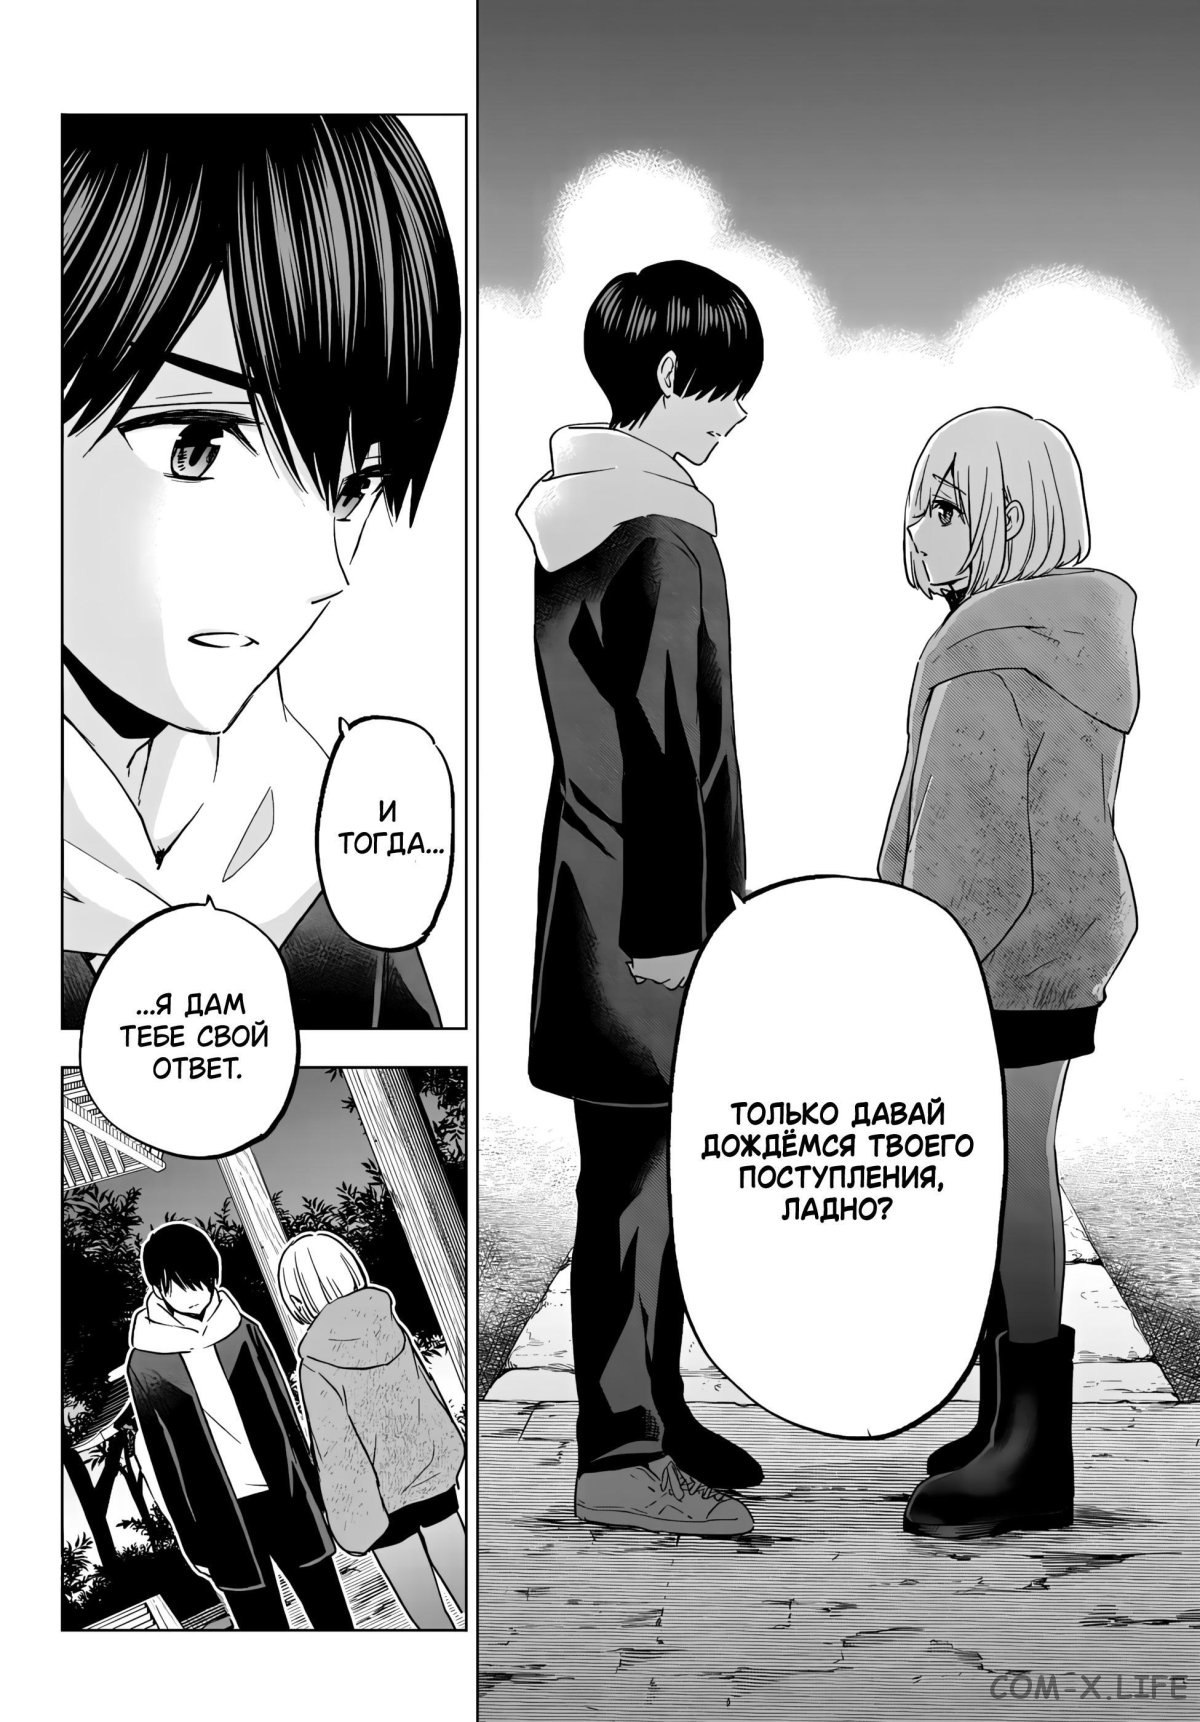 ТОЛЬКО ДАВАЙ
ДОЖДЁМСЯ ТВОЕГО
ПОСТУПЛЕНИЯ,
ЛАДНО?
И
ТОГДА...
...Я ДАМ
ТЕБЕ СВОЙ
ОТВЕТ.
COM-X.LIFE